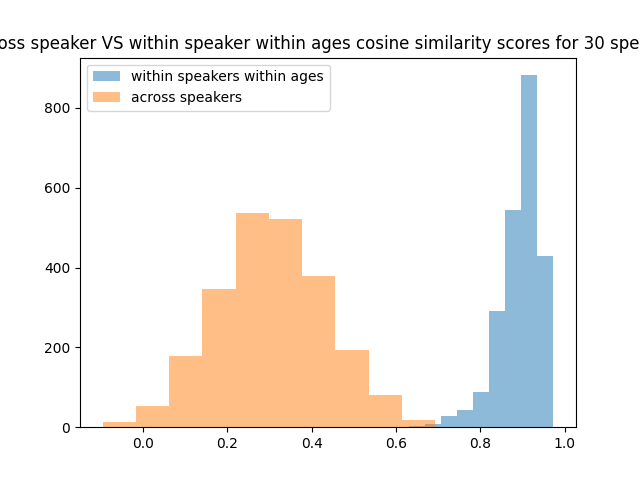 oss speaker VS within speaker within ages cosine similarity scores for 30 spe
within speakers within ages
across speakers
800
600
400
200
0
0.0 0.2 0.4 0.6 0.8 1.0